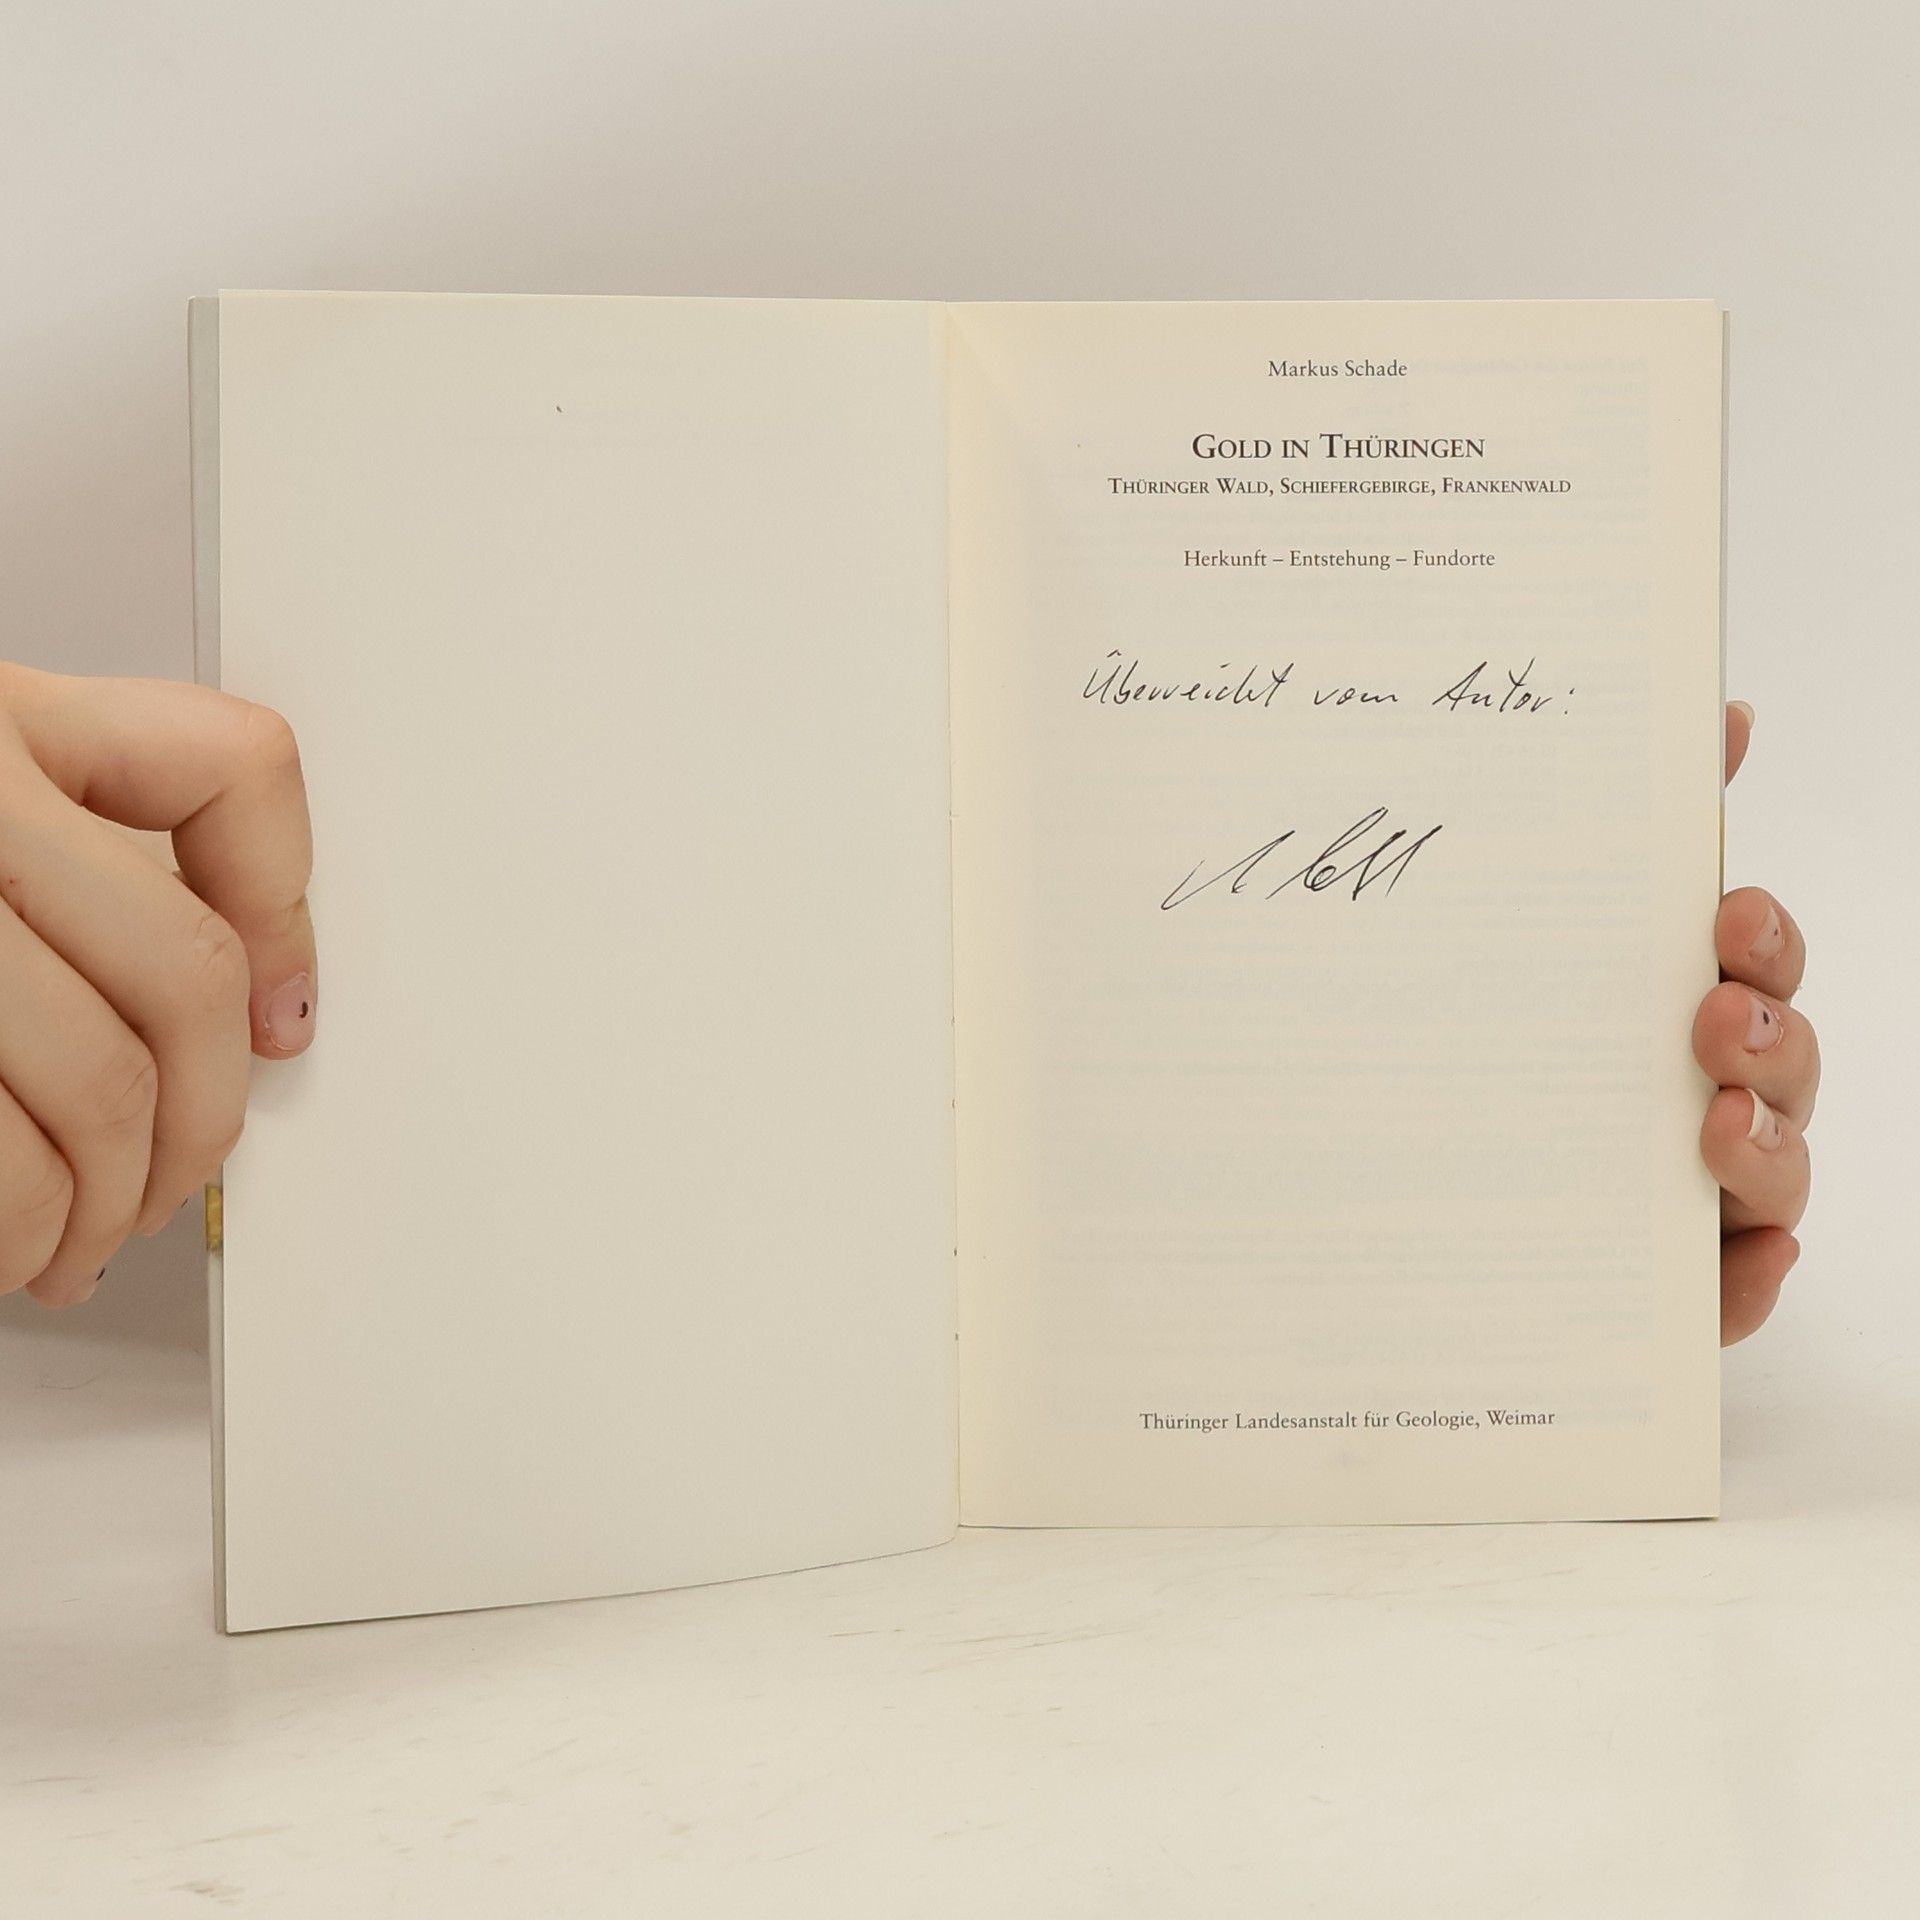 Markus Schade
GOLD IN THÜRINGEN
THÜRINGER WALD, SCHIEFERGEBIRGE, FRANKENWALD
Herkunft – Entstehung – Fundorte
Überreicht vom Autor:
Thüringer Landesanstalt für Geologie, Weimar